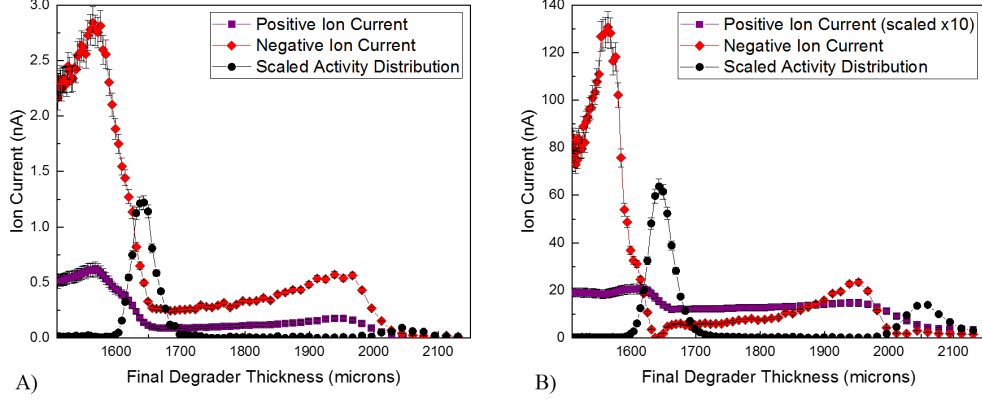 3.0
2.5
2.0
1.5
1.0
0.5
0.0
Ion Current (nA)
Positive Ion Current
Negative Ion Current
Scaled Activity Distribution
1600 1700 1800 1900 2000 2100
Final Degrader Thickness (microns)
A)
140
120
100
80
60
40
20
0
Ion Current (nA)
Positive Ion Current (scaled x10)
Negative Ion Current
Scaled Activity Distribution
1600 1700 1800 1900 2000 2100
Final Degrader Thickness (microns)
B)